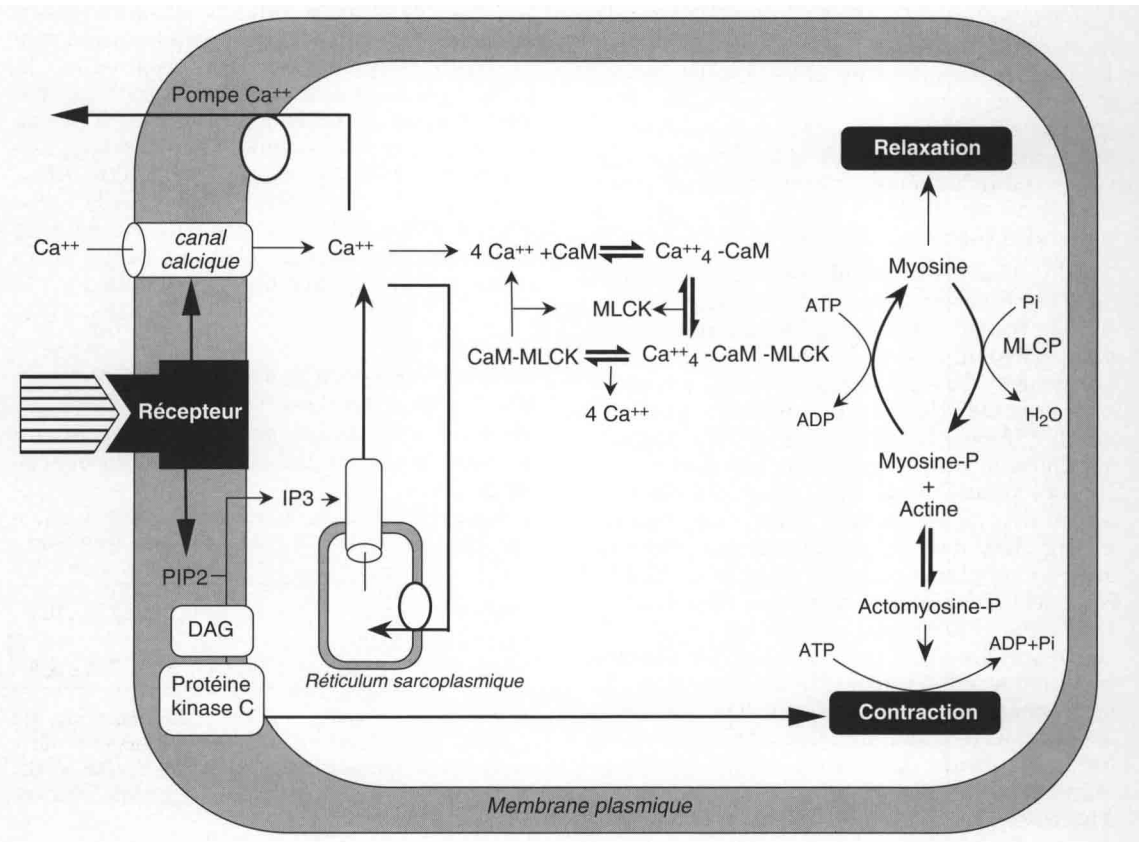 Pompe Ca++
Relaxation
Ca++
canal
calcique
Ca++
4 Ca++ +CaM
Ca++4 -CaM
Myosine
MLCK
ATP
Pi
MLCP
CaM-MLCK
Ca++4 -CaM -MLCK
Récepteur
4 Ca++
ADP
H2O
Myosine-P
+
Actine
IP3
PIP2
Actomyosine-P
DAG
ATP
ADP+Pi
Réticulum sarcoplasmique
Protéine
kinase C
Contraction
Membrane plasmique